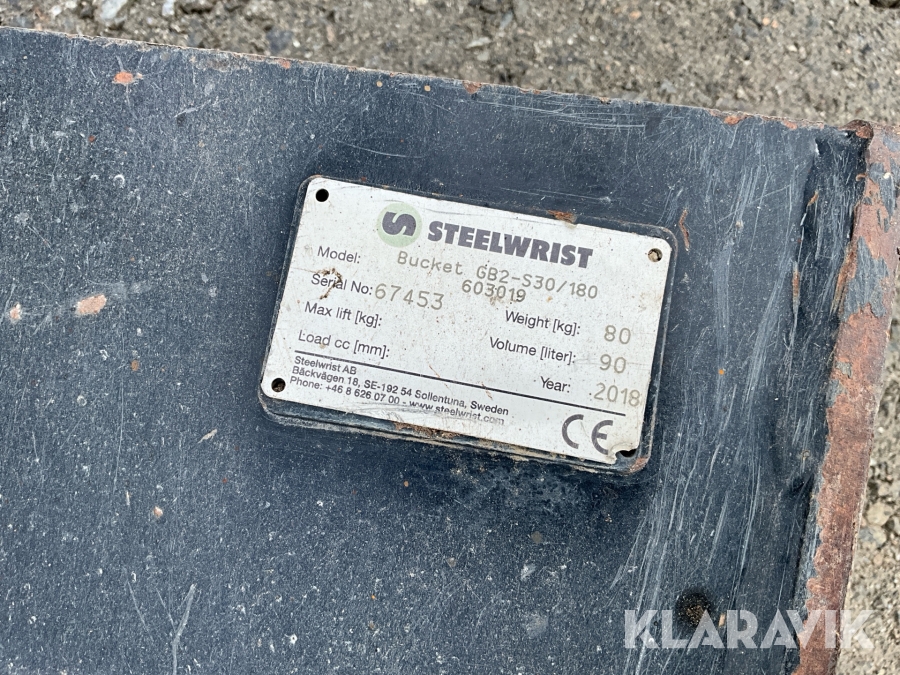 STEELWRIST
Model: Bucket GB2-S30/180
603019
Serial No: 67453
Max lift [kg]:
Load cc [mm]:
Weight [kg]: 80
Volume [liter]: 90
Year: 2018
Steelwrist AB
Bäckvägen 18, SE-192 54 Sollentuna, Sweden
Phone: +46 8 626 07 00 - www.steelwrist.com
CE
KLARAVIK